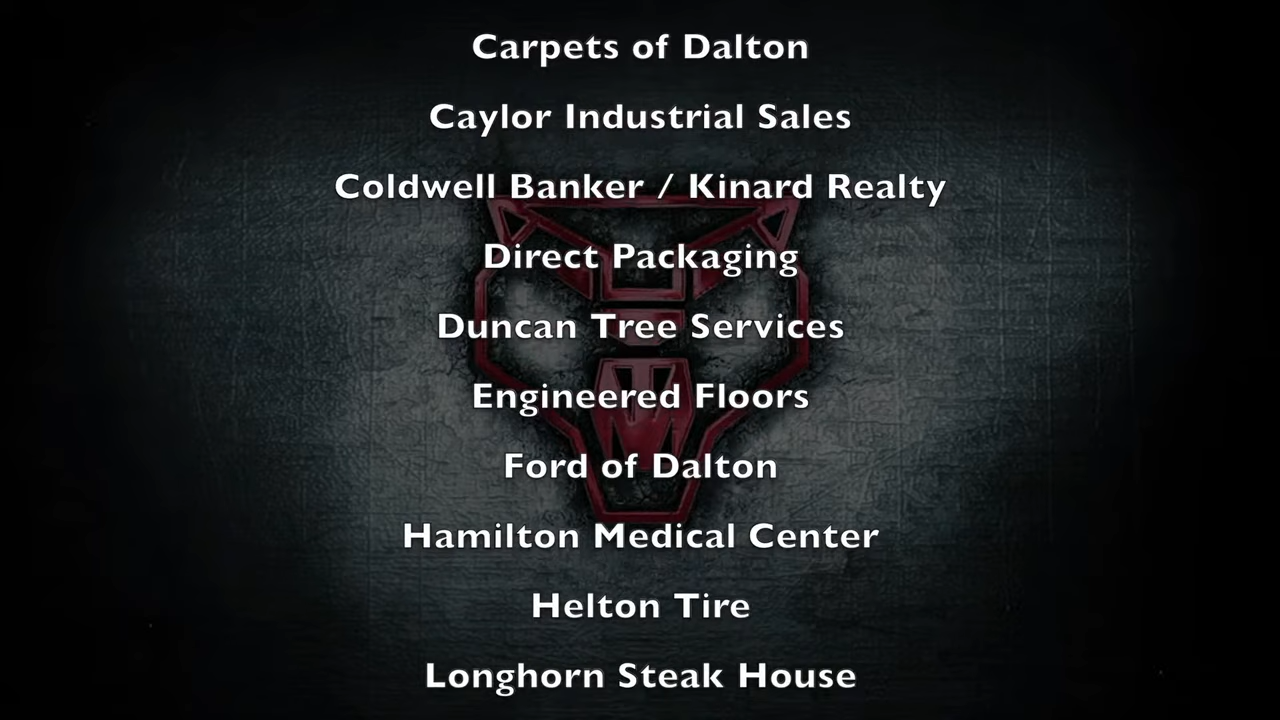 Carpets of Dalton
Caylor Industrial Sales
Coldwell Banker / Kinard Realty
Direct Packaging
Duncan Tree Services
Engineered Floors
Ford of Dalton
Hamilton Medical Center
Helton Tire
Longhorn Steak House